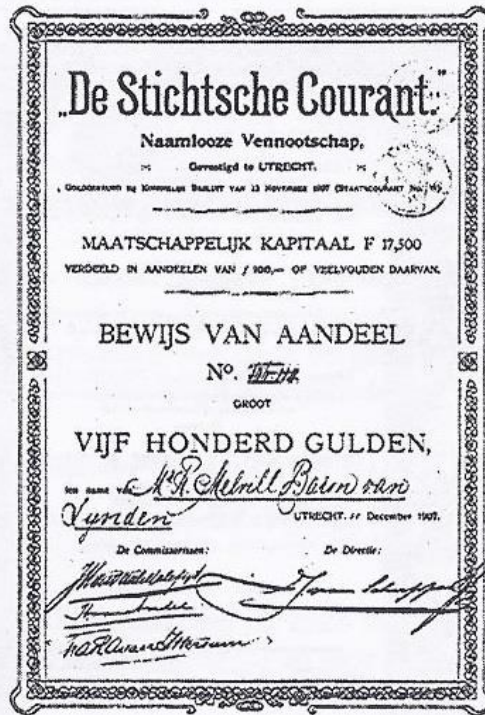 „De Stichtsche Courant."
Naamlooze Vennootschap,
Gevestigd te UTRECHT.
GOEDGEKEURD BIJ KONINKLIJK BESLUIT VAN 13 NOVEMBER 1907 (STAATSCOURANT No.
MAATSCHAPPELIJK KAPITAAL F 17,500
VERDEELD IN AANDEELEN VAN ƒ 100,— OF VEELVOUDEN DAARVAN.
BEWIJS VAN AANDEEL
No.
GROOT
VIJF HONDERD GULDEN,
ten name van Mr. R. Melvill Baron van
Lynden
UTRECHT, December 1907.
De Commissarissen: De Directie: